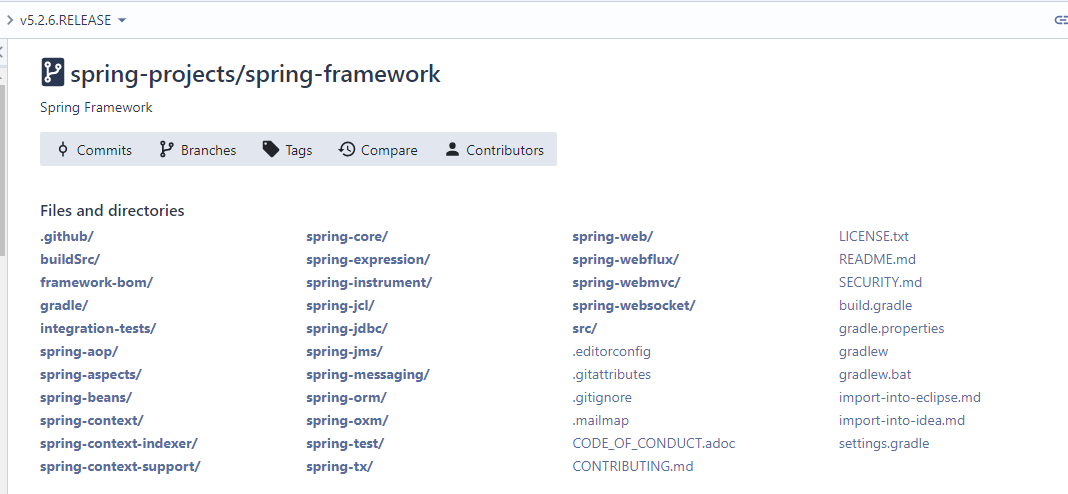 v5.2.6.RELEASE
spring-projects/spring-framework
Spring Framework
Commits Branches Tags Compare Contributors
Files and directories
.github/
buildSrc/
framework-bom/
gradle/
integration-tests/
spring-aop/
spring-aspects/
spring-beans/
spring-context/
spring-context-indexer/
spring-context-support/
spring-core/
spring-expression/
spring-instrument/
spring-jcl/
spring-jdbc/
spring-jms/
spring-messaging/
spring-orm/
spring-oxm/
spring-test/
spring-tx/
spring-web/
spring-webflux/
spring-webmvc/
spring-websocket/
src/
.editorconfig
.gitattributes
.gitignore
.mailmap
CODE_OF_CONDUCT.adoc
CONTRIBUTING.md
LICENSE.txt
README.md
SECURITY.md
build.gradle
gradle.properties
gradlew
gradlew.bat
import-into-eclipse.md
import-into-idea.md
settings.gradle